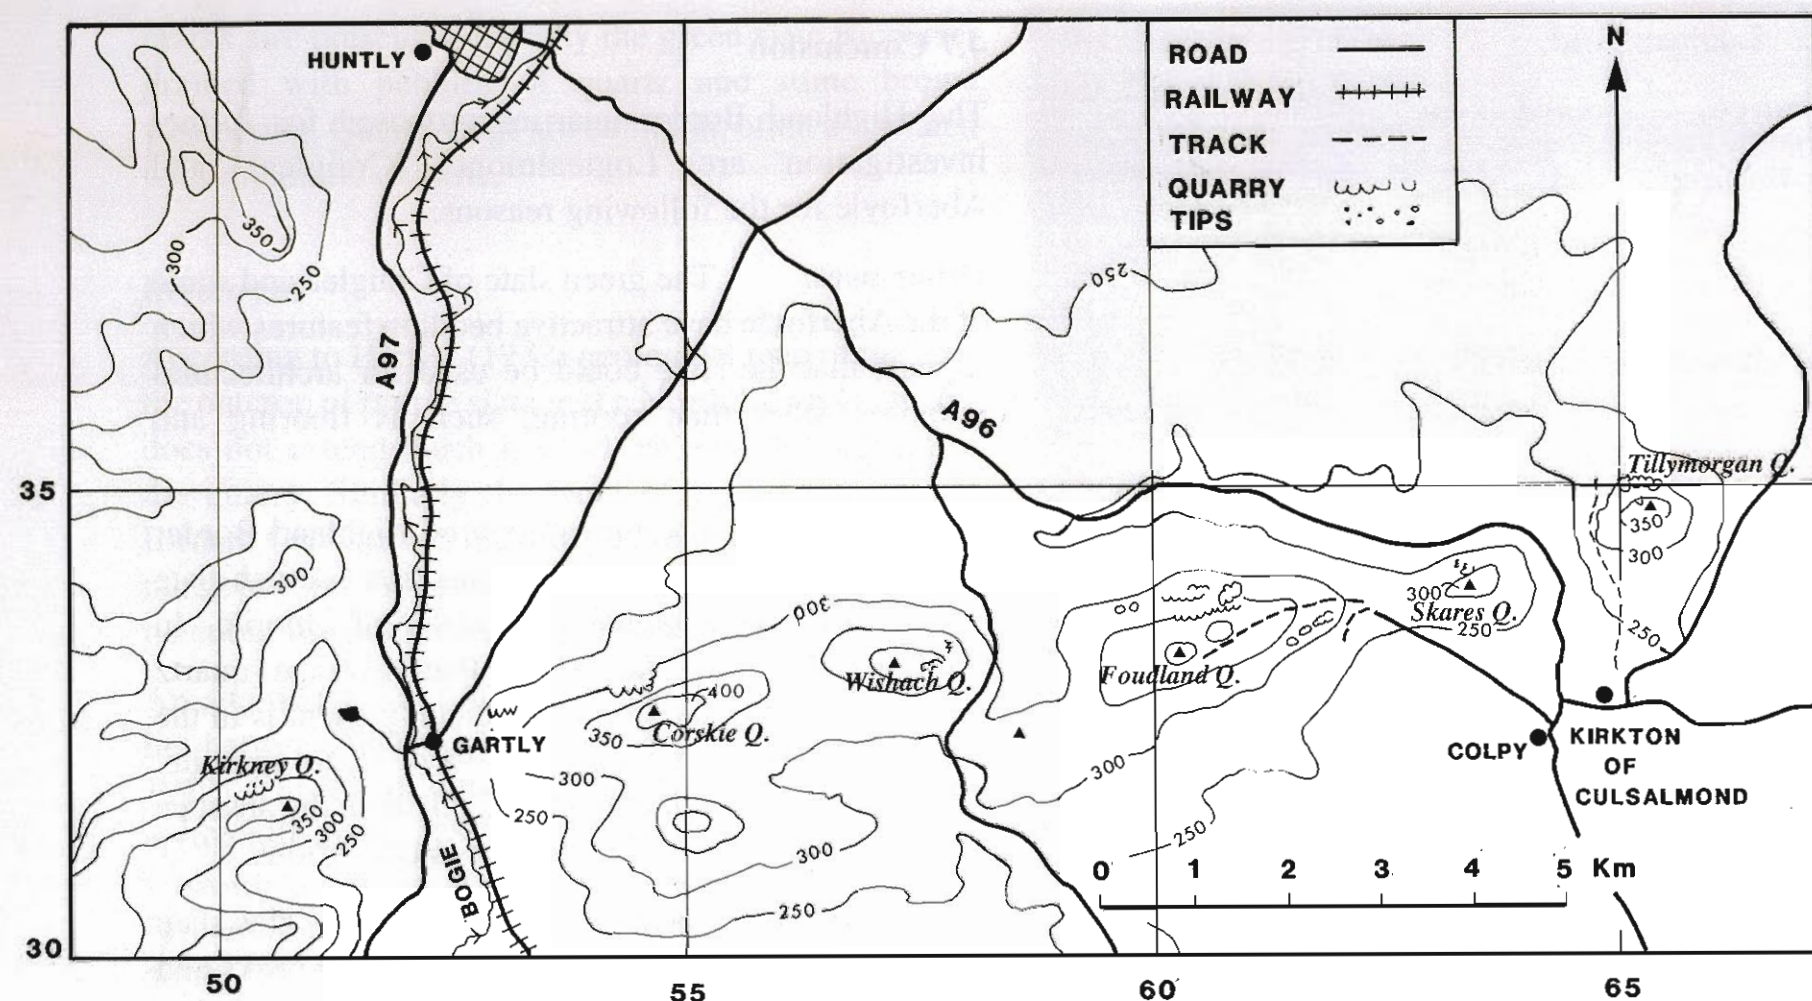 HUNTLY
ROAD
RAILWAY
TRACK
QUARRY
TIPS
N
350
300
250
250
A97
A96
35
Tillymorgan Q.
350
300
300
300
Skares Q.
250
250
300
Wishach Q.
Foudland Q.
400
350
Corskie Q.
GARTLY
COLPY
KIRKTON
OF
CULSALMOND
Kirkney Q.
350
300
250
300
250
300
250
BOGIE
300
250
0 1 2 3 4 5 Km
30
50
55
60
65